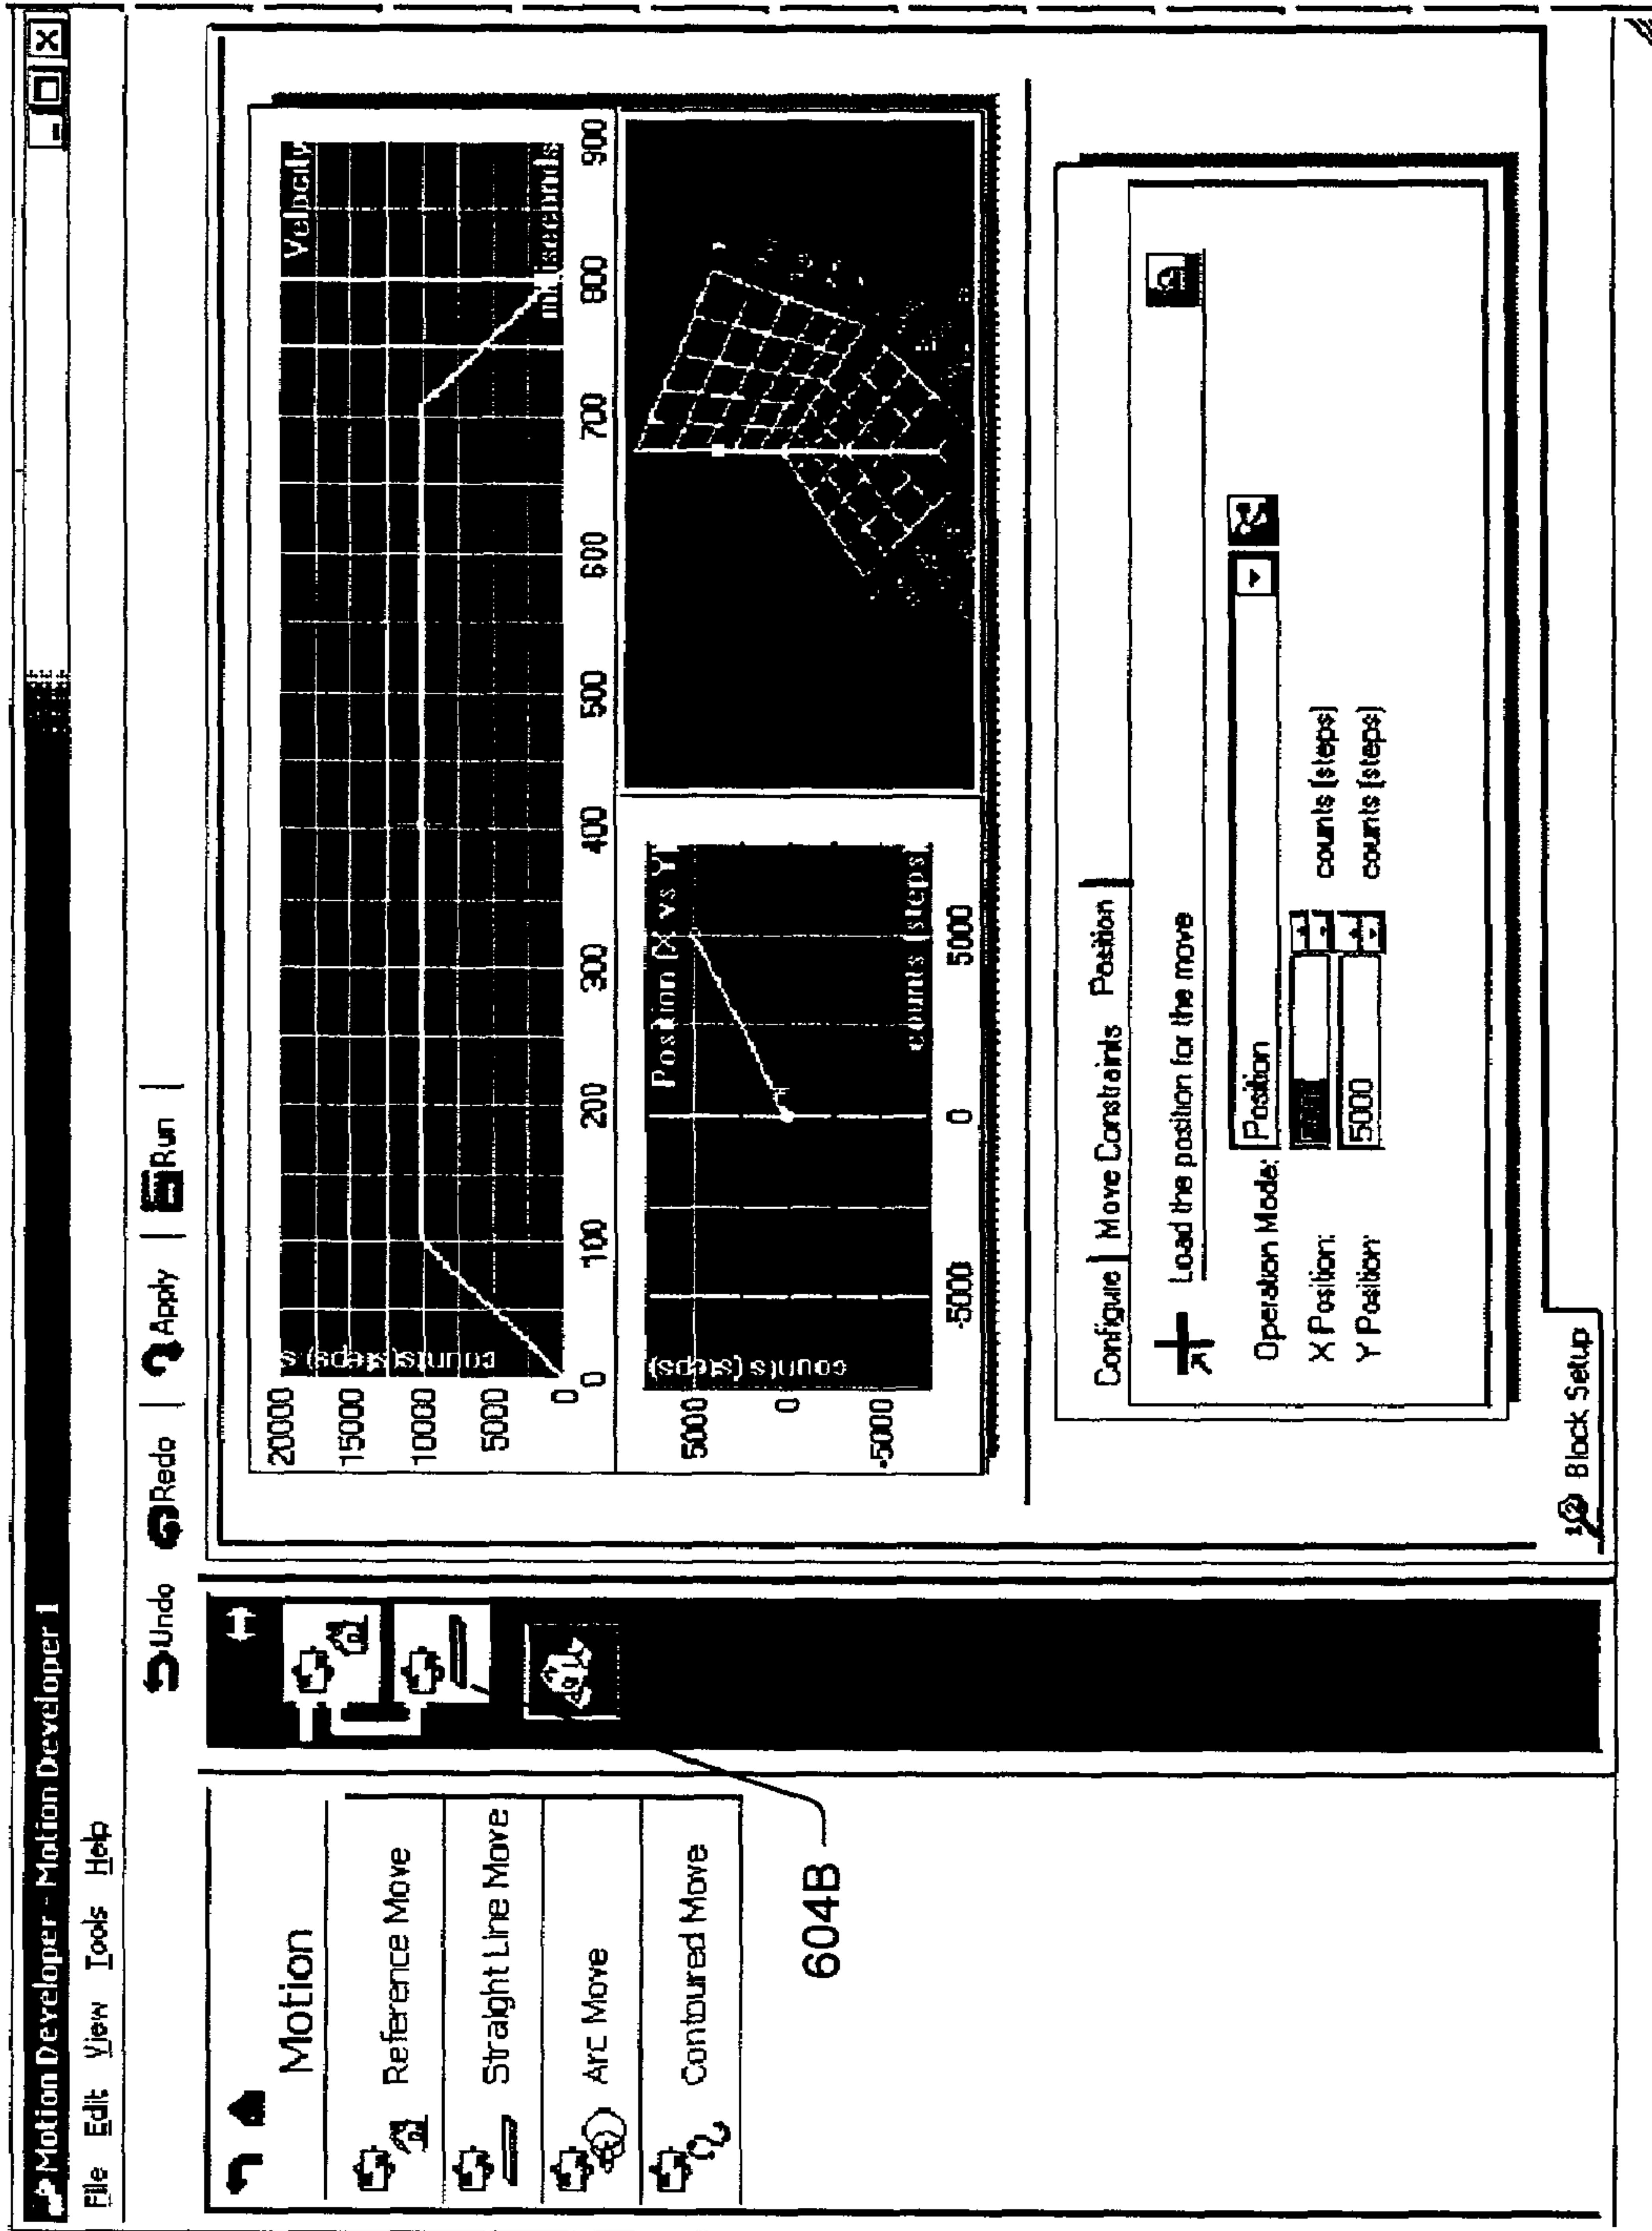 Motion Developer - Motion Developer 1
File Edit View Tools Help
Undo Redo Apply Run
Motion
Reference Move
Straight Line Move
Arc Move
Contoured Move
604B
Velocity
20000
15000
10000
5000
0
counts (steps) s
0 100 200 300 400 500 600 700 800 900
Position (X vs Y
5000
0
-5000
counts (steps)
counts (steps
-5000 0 5000
Configure Move Constraints Position
Load the position for the move
Operation Mode: Position
X Position: counts (steps)
Y Position: 5000 counts (steps)
Block Setup